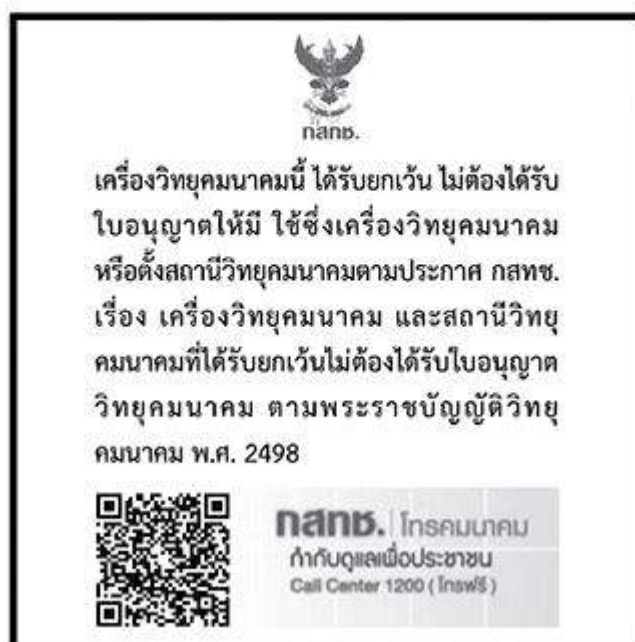 กสทช.
เครื่องวิทยุคมนาคมนี้ ได้รับยกเว้น ไม่ต้องได้รับ
ใบอนุญาตให้มี ใช้ซึ่งเครื่องวิทยุคมนาคม
หรือตั้งสถานีวิทยุคมนาคมตามประกาศ กสทช.
เรื่อง เครื่องวิทยุคมนาคม และสถานีวิทยุ
คมนาคมที่ได้รับยกเว้นไม่ต้องได้รับใบอนุญาต
วิทยุคมนาคม ตามพระราชบัญญัติวิทยุ
คมนาคม พ.ศ. 2498
กสทช. โทรคมนาคม
กำกับดูแลเพื่อประชาชน
Call Center 1200 ( โทรฟรี )